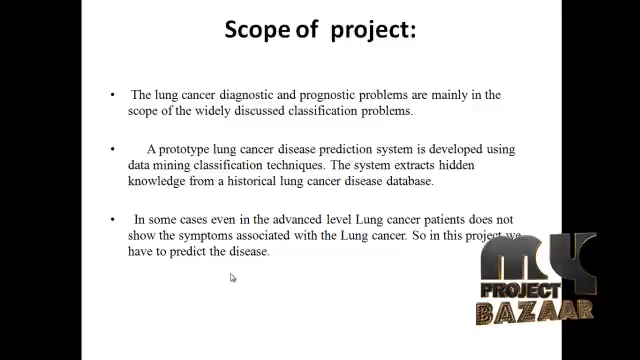 Scope of project:
• The lung cancer diagnostic and prognostic problems are mainly in the
scope of the widely discussed classification problems.
• A prototype lung cancer disease prediction system is developed using
data mining classification techniques. The system extracts hidden
knowledge from a historical lung cancer disease database.
• In some cases even in the advanced level Lung cancer patients does not
show the symptoms associated with the Lung cancer. So in this project we
have to predict the disease.
MY
PROJECT
BAZAAR